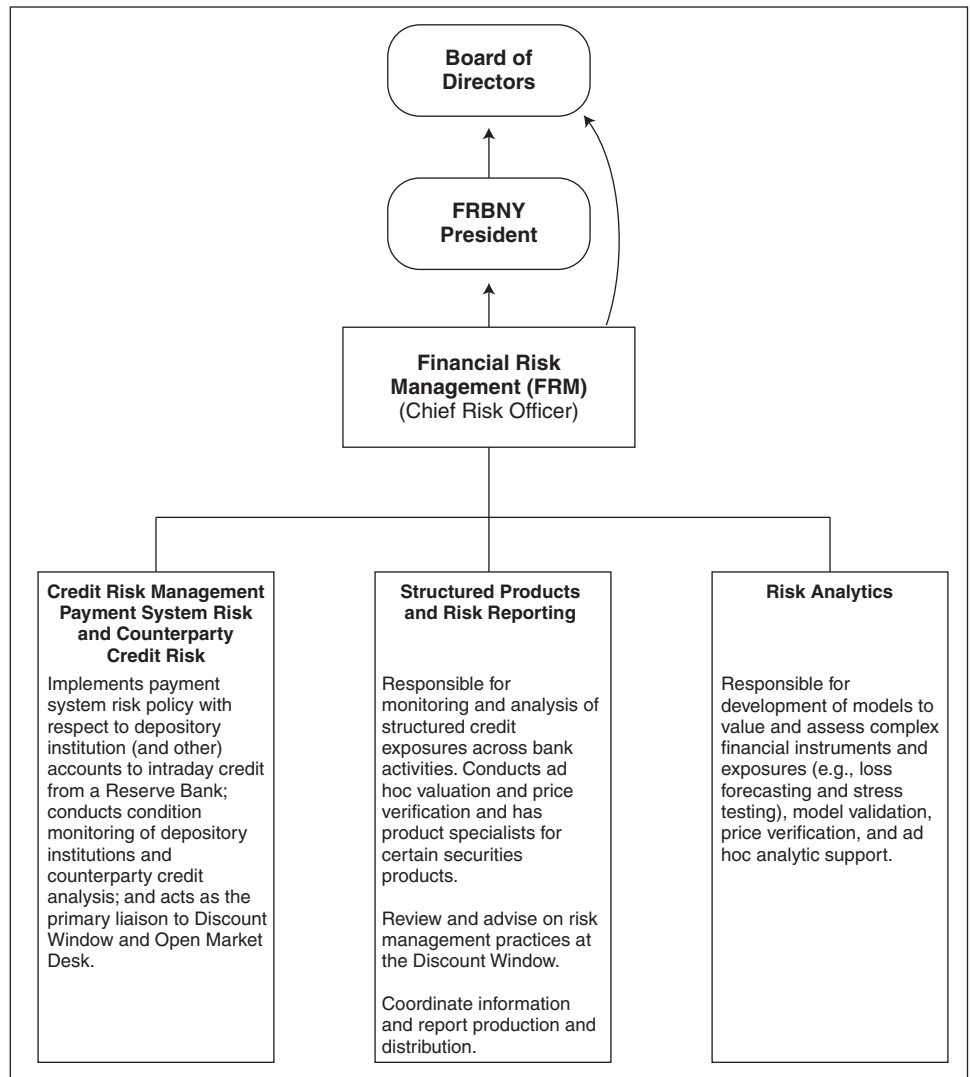 Board of
Directors
FRBNY
President
Financial Risk
Management (FRM)
(Chief Risk Officer)
Credit Risk Management
Payment System Risk
and Counterparty
Credit Risk
Implements payment
system risk policy with
respect to depository
institution (and other)
accounts to intraday credit
from a Reserve Bank;
conducts condition
monitoring of depository
institutions and
counterparty credit
analysis; and acts as the
primary liaison to Discount
Window and Open Market
Desk.
Structured Products
and Risk Reporting
Responsible for
monitoring and analysis of
structured credit
exposures across bank
activities. Conducts ad
hoc valuation and price
verification and has
product specialists for
certain securities
products.
Review and advise on risk
management practices at
the Discount Window.
Coordinate information
and report production and
distribution.
Risk Analytics
Responsible for
development of models to
value and assess complex
financial instruments and
exposures (e.g., loss
forecasting and stress
testing), model validation,
price verification, and ad
hoc analytic support.